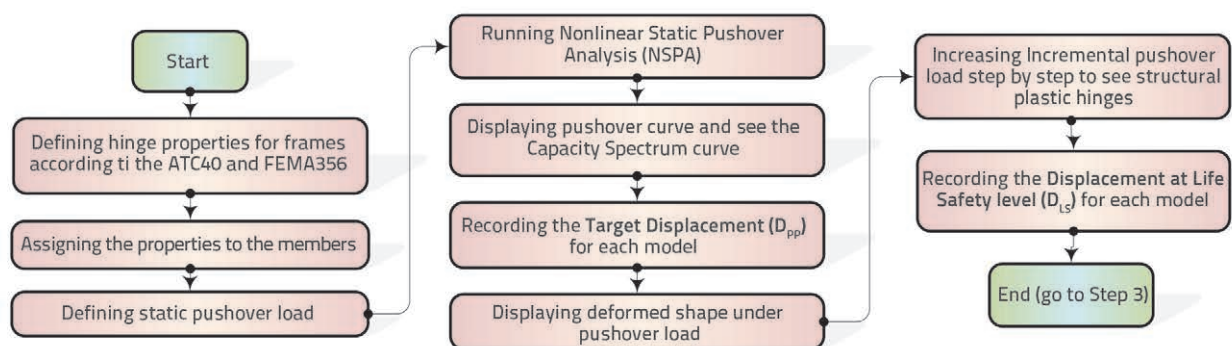 Start
Defining hinge properties for frames
according ti the ATC40 and FEMA356
Assigning the properties to the members
Defining static pushover load
Running Nonlinear Static Pushover
Analysis (NSPA)
Displaying pushover curve and see the
Capacity Spectrum curve
Recording the Target Displacement (D_PP)
for each model
Displaying deformed shape under
pushover load
Increasing Incremental pushover
load step by step to see structural
plastic hinges
Recording the Displacement at Life
Safety level (D_LS) for each model
End (go to Step 3)